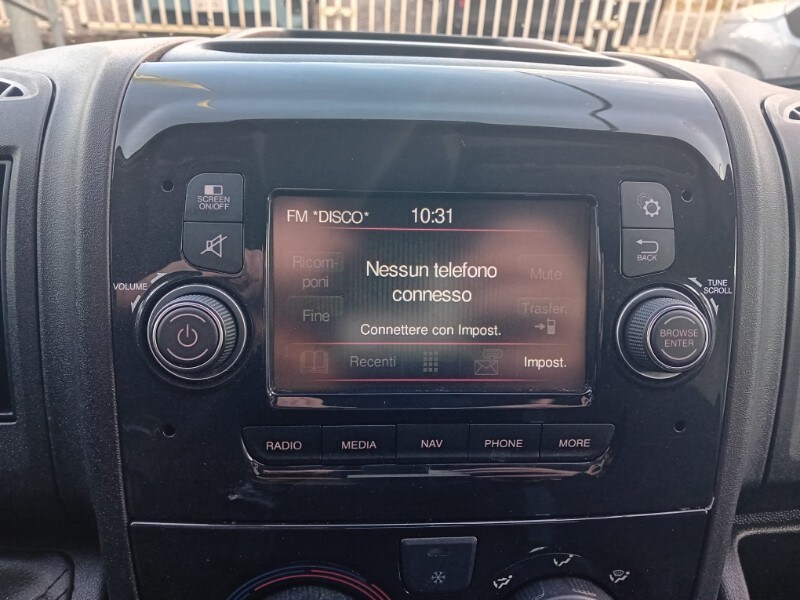 SCREEN
ON/OFF
VOLUME
FM *DISCO* 10:31
Ricom-
poni
Nessun telefono
connesso
Mute
Fine
Connettere con Impost.
Trasfer.
Recenti
Impost.
BACK
TUNE
SCROLL
BROWSE
ENTER
RADIO MEDIA NAV PHONE MORE